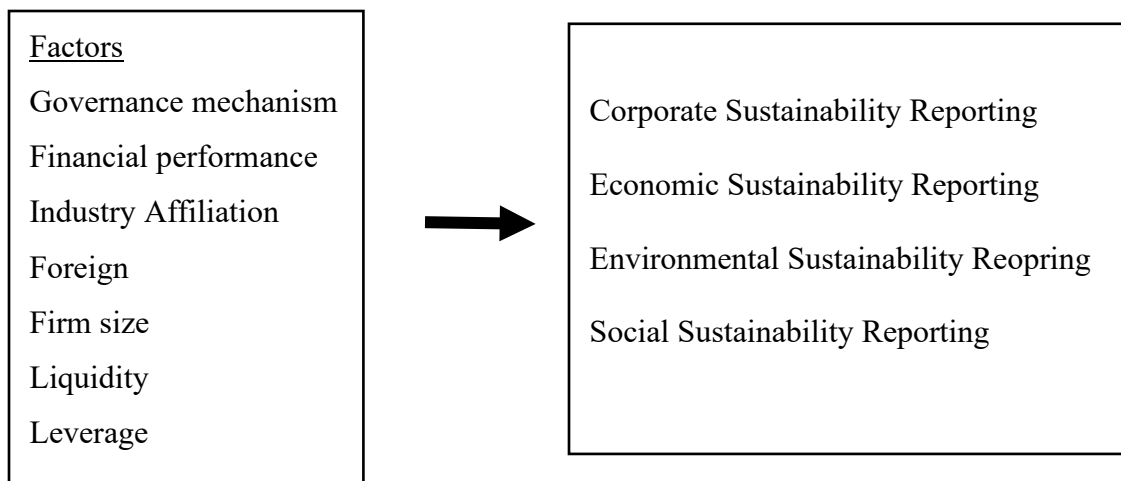 Factors
Governance mechanism
Financial performance
Industry Affiliation
Foreign
Firm size
Liquidity
Leverage
Corporate Sustainability Reporting
Economic Sustainability Reporting
Environmental Sustainability Reopring
Social Sustainability Reporting